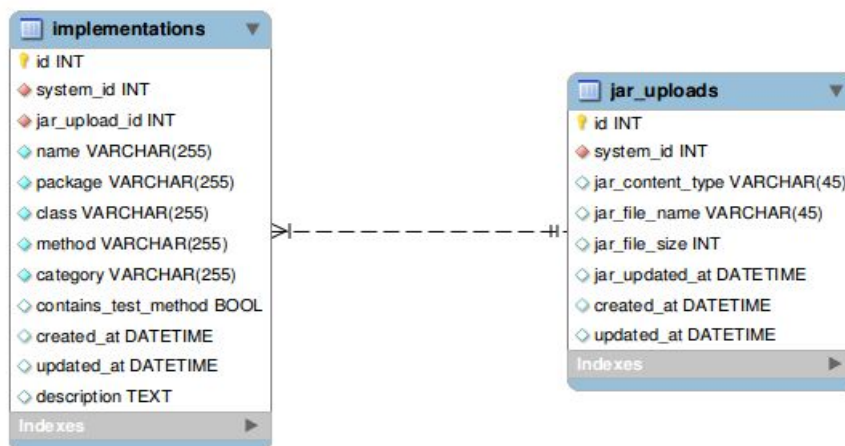 implementations
id INT
system_id INT
jar_upload_id INT
name VARCHAR(255)
package VARCHAR(255)
class VARCHAR(255)
method VARCHAR(255)
category VARCHAR(255)
contains_test_method BOOL
created_at DATETIME
updated_at DATETIME
description TEXT
Indexes
jar_uploads
id INT
system_id INT
jar_content_type VARCHAR(45)
jar_file_name VARCHAR(45)
jar_file_size INT
jar_updated_at DATETIME
created_at DATETIME
updated_at DATETIME
Indexes